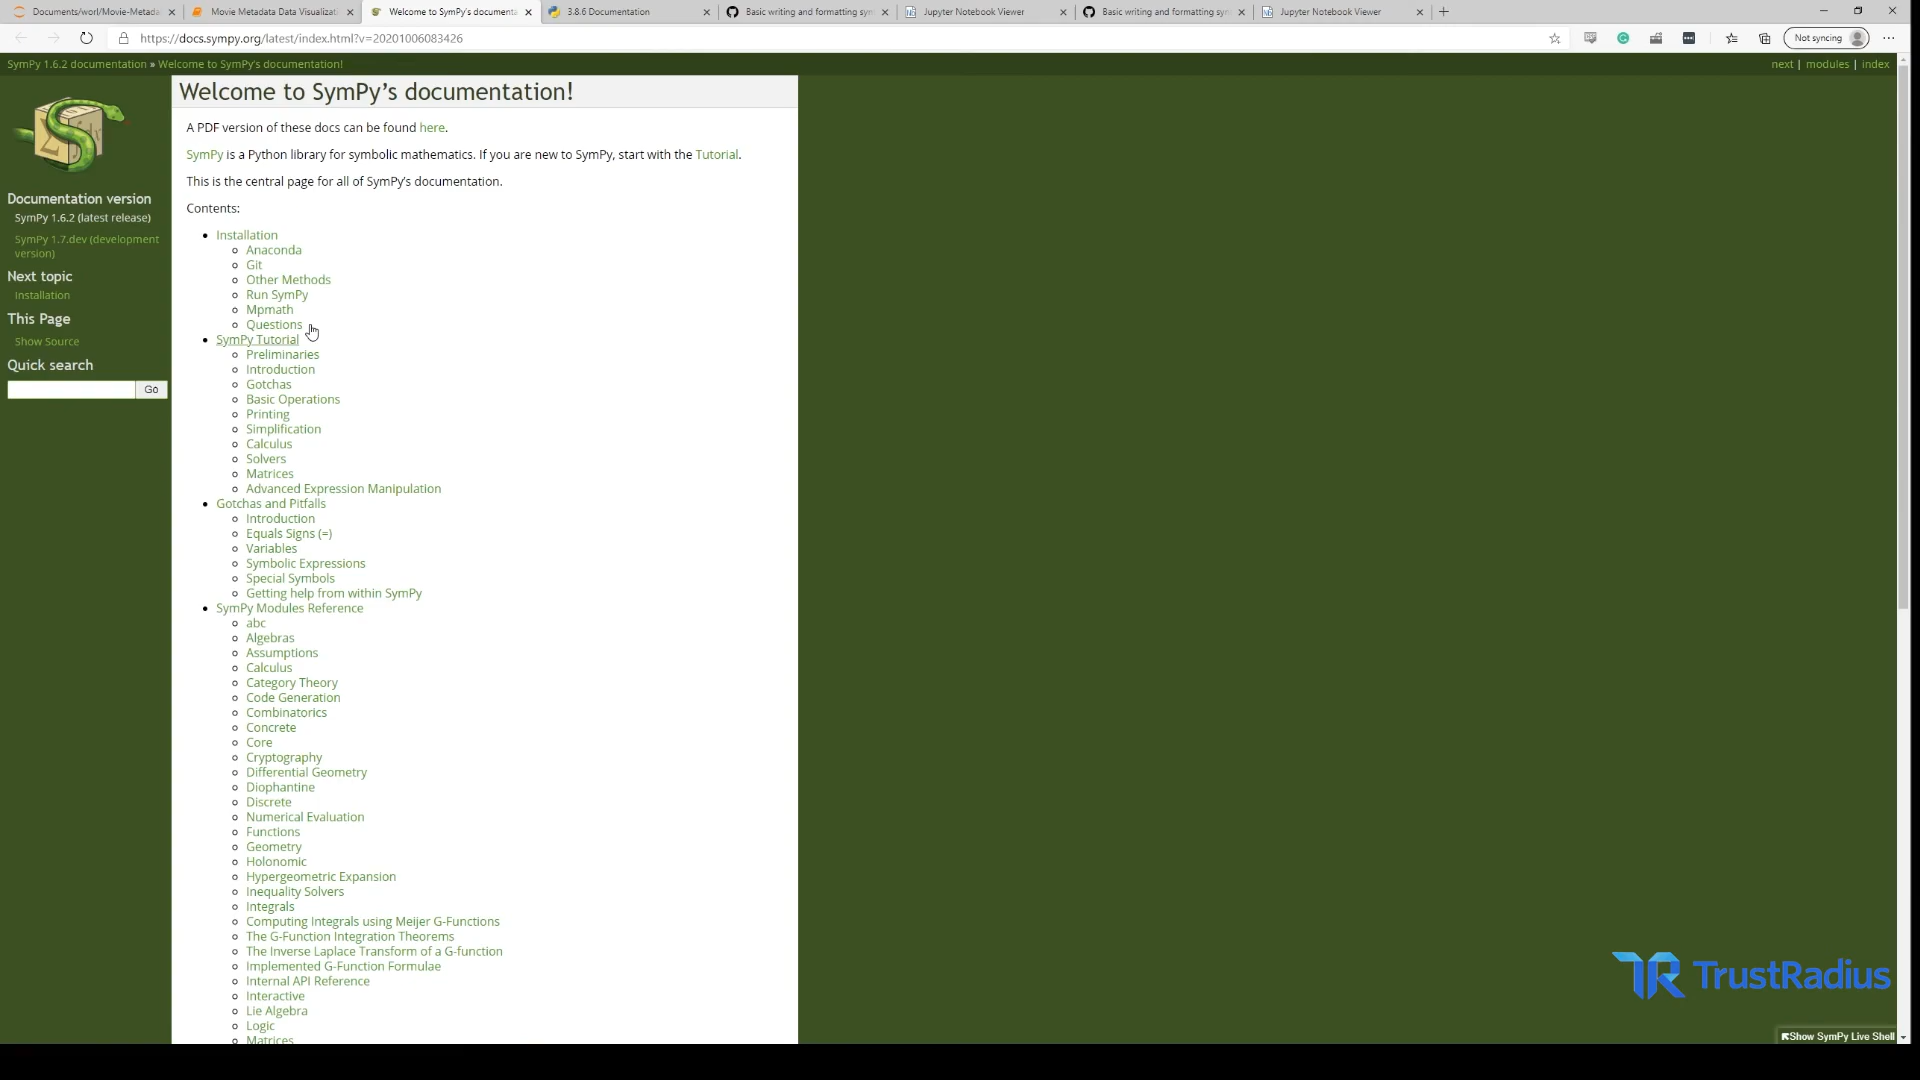 Documents/worl/Movie-Metada
Movie Metadata Data Visualizat
Welcome to SymPy's documenta
3.8.6 Documentation
Basic writing and formatting syn
Jupyter Notebook Viewer
Basic writing and formatting syn
Jupyter Notebook Viewer
https://docs.sympy.org/latest/index.html?v=20201006083426
Not syncing
SymPy 1.6.2 documentation » Welcome to SymPy's documentation!
next | modules | index
Documentation version
SymPy 1.6.2 (latest release)
SymPy 1.7.dev (development
version)
Next topic
Installation
This Page
Show Source
Quick search
Go
Welcome to SymPy's documentation!
A PDF version of these docs can be found here.
SymPy is a Python library for symbolic mathematics. If you are new to SymPy, start with the Tutorial.
This is the central page for all of SymPy's documentation.
Contents:
Installation
Anaconda
Git
Other Methods
Run SymPy
Mpmath
Questions
SymPy Tutorial
Preliminaries
Introduction
Gotchas
Basic Operations
Printing
Simplification
Calculus
Solvers
Matrices
Advanced Expression Manipulation
Gotchas and Pitfalls
Introduction
Equals Signs (=)
Variables
Symbolic Expressions
Special Symbols
Getting help from within SymPy
SymPy Modules Reference
abc
Algebras
Assumptions
Calculus
Category Theory
Code Generation
Combinatorics
Concrete
Core
Cryptography
Differential Geometry
Diophantine
Discrete
Numerical Evaluation
Functions
Geometry
Holonomic
Hypergeometric Expansion
Inequality Solvers
Integrals
Computing Integrals using Meijer G-Functions
The G-Function Integration Theorems
The Inverse Laplace Transform of a G-function
Implemented G-Function Formulae
Internal API Reference
Interactive
Lie Algebra
Logic
Matrices
TrustRadius
Show SymPy Live Shell